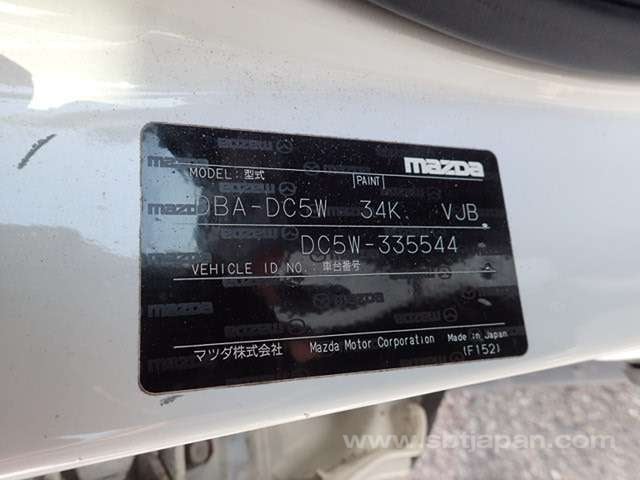 mazda
MODEL : 型式 PAINT
DBA-DC5W 34K VJB
DC5W-335544
VEHICLE ID NO. : 車台番号
マツダ株式会社 Mazda Motor Corporation Made in Japan
(F152)
www.sbtjapan.com